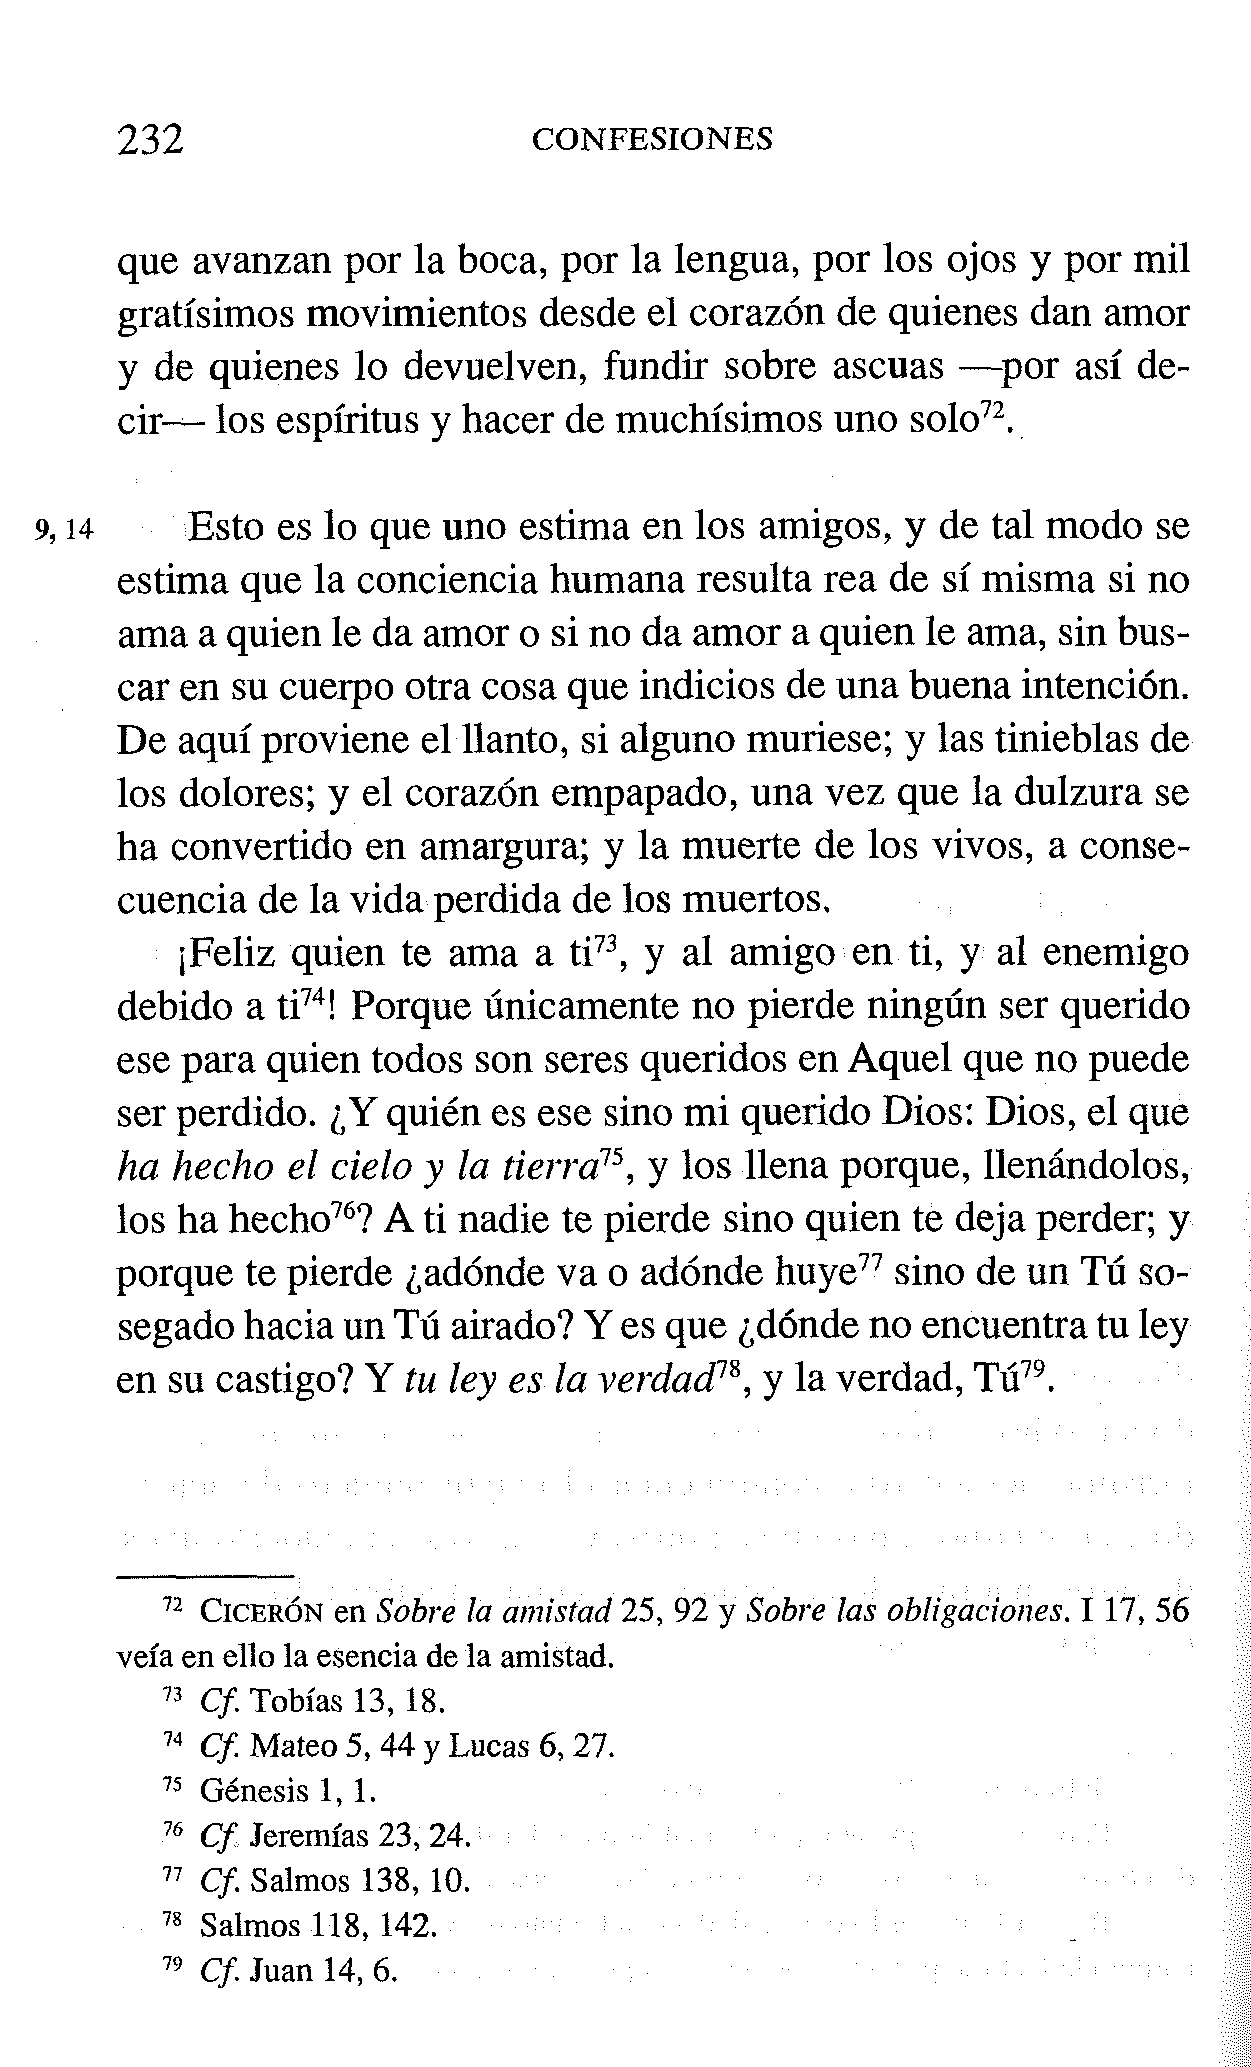 232 CONFESIONES
que avanzan por la boca, por la lengua, por los ojos y por mil
gratísimos movimientos desde el corazón de quienes dan amor
y de quienes lo devuelven, fundir sobre ascuas —por así de-
cir— los espíritus y hacer de muchísimos uno solo⁷².
9, 14 Esto es lo que uno estima en los amigos, y de tal modo se
estima que la conciencia humana resulta rea de sí misma si no
ama a quien le da amor o si no da amor a quien le ama, sin bus-
car en su cuerpo otra cosa que indicios de una buena intención.
De aquí proviene el llanto, si alguno muriese; y las tinieblas de
los dolores; y el corazón empapado, una vez que la dulzura se
ha convertido en amargura; y la muerte de los vivos, a conse-
cuencia de la vida perdida de los muertos.
¡Feliz quien te ama a ti⁷³, y al amigo en ti, y al enemigo
debido a ti⁷⁴! Porque únicamente no pierde ningún ser querido
ese para quien todos son seres queridos en Aquel que no puede
ser perdido. ¿Y quién es ese sino mi querido Dios: Dios, el que
ha hecho el cielo y la tierra⁷⁵, y los llena porque, llenándolos,
los ha hecho⁷⁶? A ti nadie te pierde sino quien te deja perder; y
porque te pierde ¿adónde va o adónde huye⁷⁷ sino de un Tú so-
segado hacia un Tú airado? Y es que ¿dónde no encuentra tu ley
en su castigo? Y tu ley es la verdad⁷⁸, y la verdad, Tú⁷⁹.
⁷² CICERÓN en Sobre la amistad 25, 92 y Sobre las obligaciones. I 17, 56
veía en ello la esencia de la amistad.
⁷³ Cf. Tobías 13, 18.
⁷⁴ Cf. Mateo 5, 44 y Lucas 6, 27.
⁷⁵ Génesis 1, 1.
⁷⁶ Cf. Jeremías 23, 24.
⁷⁷ Cf. Salmos 138, 10.
⁷⁸ Salmos 118, 142.
⁷⁹ Cf. Juan 14, 6.